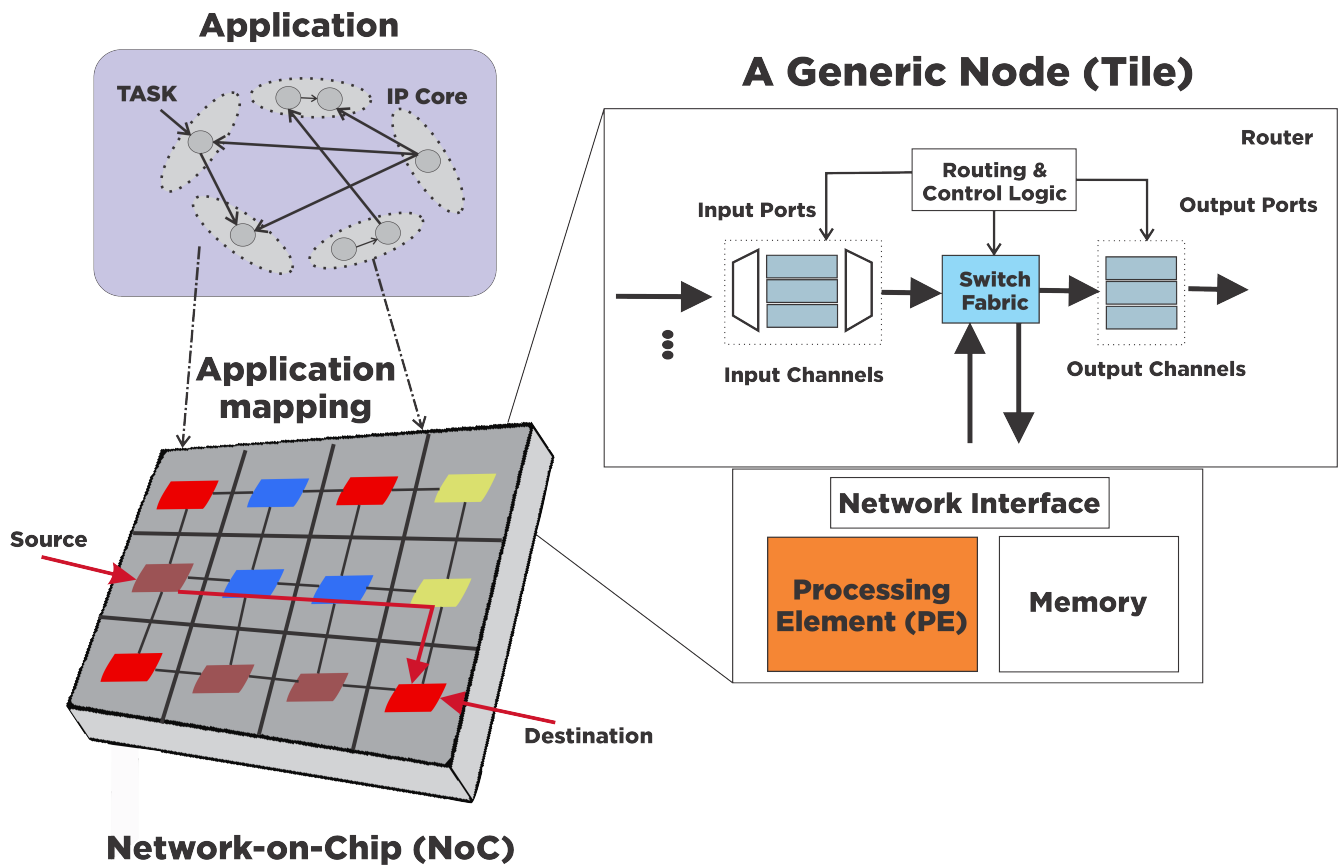 Application
TASK
IP Core
A Generic Node (Tile)
Router
Routing &
Control Logic
Input Ports
Output Ports
Switch
Fabric
Input Channels
Output Channels
Application
mapping
Network Interface
Processing
Element (PE)
Memory
Source
Destination
Network-on-Chip (NoC)